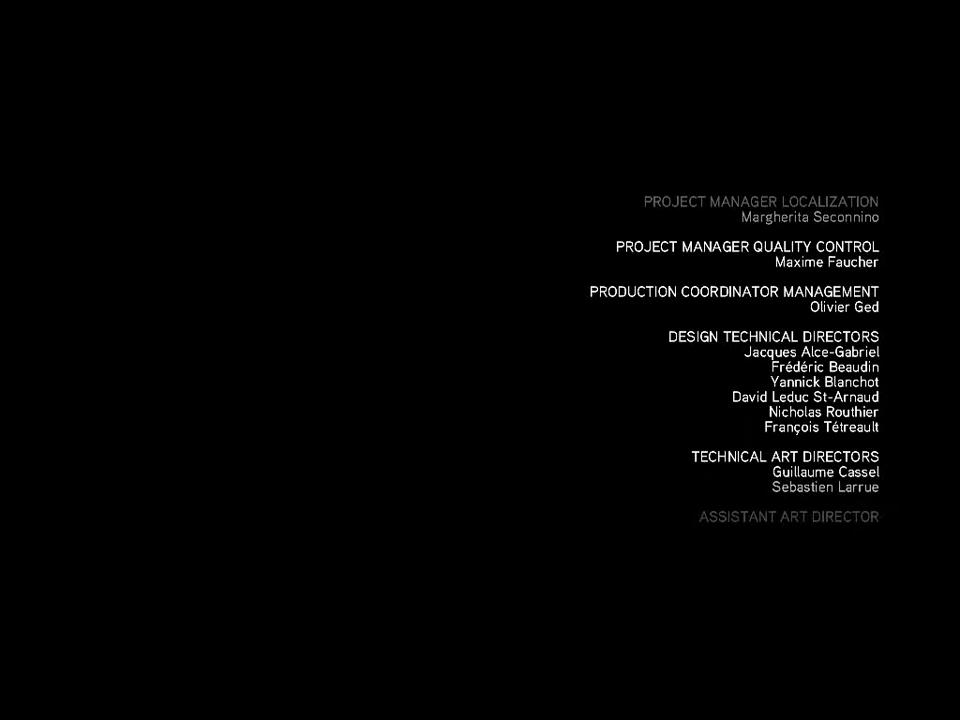 PROJECT MANAGER LOCALIZATION
Margherita Seconnino
PROJECT MANAGER QUALITY CONTROL
Maxime Faucher
PRODUCTION COORDINATOR MANAGEMENT
Olivier Ged
DESIGN TECHNICAL DIRECTORS
Jacques Alce-Gabriel
Frédéric Beaudin
Yannick Blanchot
David Leduc St-Arnaud
Nicholas Routhier
François Tétreault
TECHNICAL ART DIRECTORS
Guillaume Cassel
Sebastien Larrue
ASSISTANT ART DIRECTOR